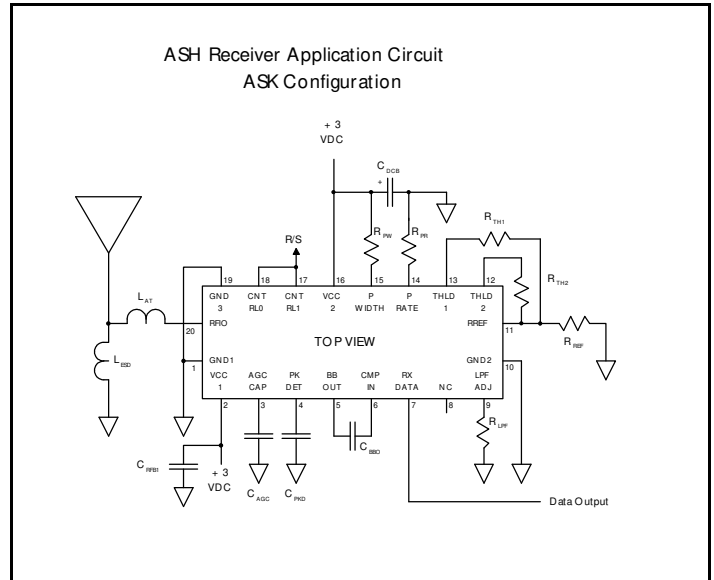 ASH Receiver Application Circuit
ASK Configuration
+ 3
VDC
C DCB
+
R PW
R PR
R TH1
R/S
R TH2
L AT
19 18 17 16 15 14 13 12
GND 3
CNT RL0
CNT RL1
VCC 2
P WIDTH
P RATE
THLD 1
THLD 2
20
RFIO
TOP VIEW
RREF
11
R REF
L ESD
1
GND1
GND2
10
VCC 1
AGC CAP
PK DET
BB OUT
CMP IN
RX DATA
NC
LPF ADJ
2 3 4 5 6 7 8 9
R LPF
C BBO
C RFB1
+ 3
VDC
C AGC
C PKD
Data Output